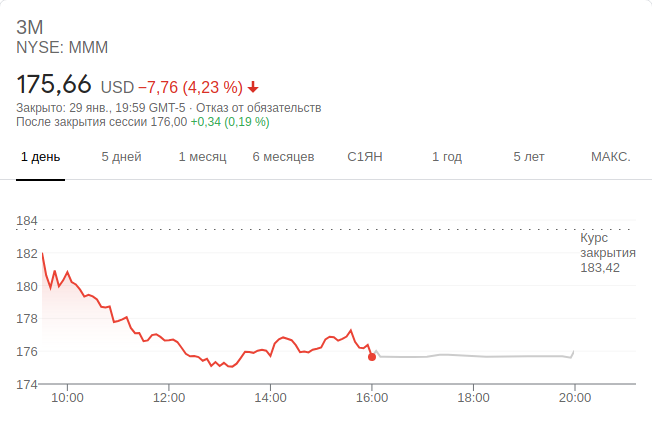 3M
NYSE: MMM
175,66 USD −7,76 (4,23 %)
Закрыто: 29 янв., 19:59 GMT-5 · Отказ от обязательств
После закрытия сессии 176,00 +0,34 (0,19 %)
1 день 5 дней 1 месяц 6 месяцев С1ЯН 1 год 5 лет МАКС.
184
Курс
закрытия
183,42
182
180
178
176
174
10:00 12:00 14:00 16:00 18:00 20:00